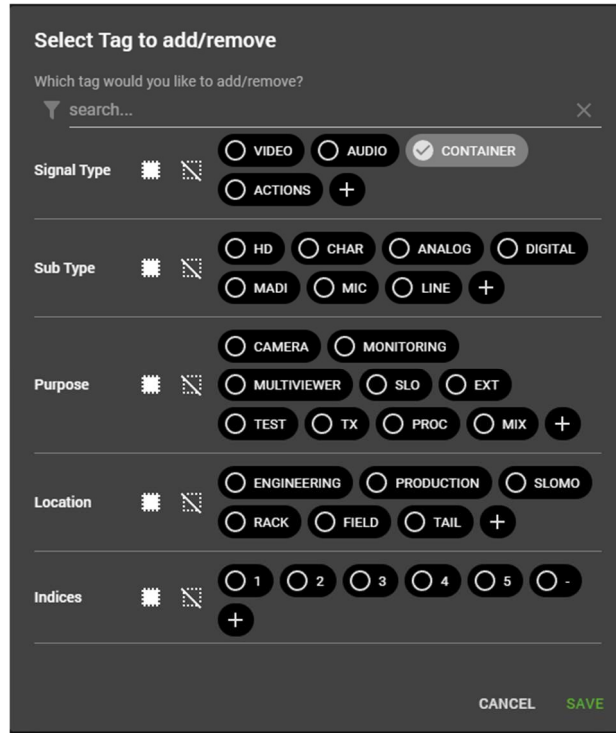 Select Tag to add/remove
Which tag would you like to add/remove?
search...
Signal Type
VIDEO AUDIO CONTAINER
ACTIONS +
Sub Type
HD CHAR ANALOG DIGITAL
MADI MIC LINE +
Purpose
CAMERA MONITORING
MULTIVIEWER SLO EXT
TEST TX PROC MIX +
Location
ENGINEERING PRODUCTION SLOMO
RACK FIELD TAIL +
Indices
1 2 3 4 5 -
+
CANCEL SAVE